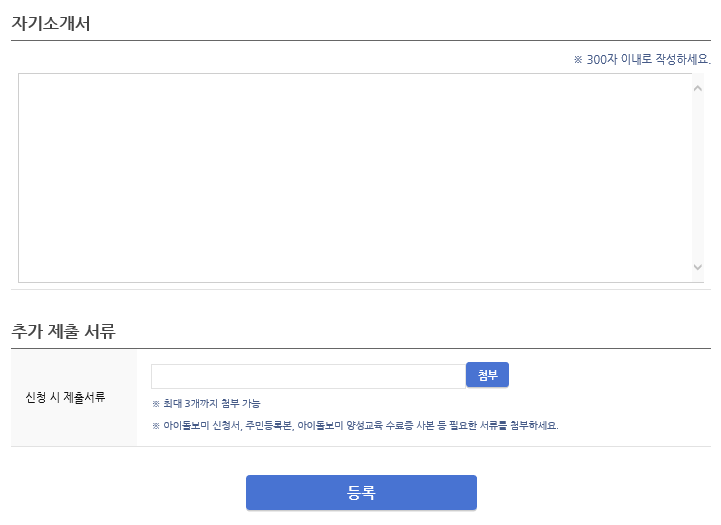 자기소개서
※ 300자 이내로 작성하세요.
추가 제출 서류
신청 시 제출서류
첨부
※ 최대 3개까지 첨부 가능
※ 아이돌보미 신청서, 주민등록본, 아이돌보미 양성교육 수료증 사본 등 필요한 서류를 첨부하세요.
등록